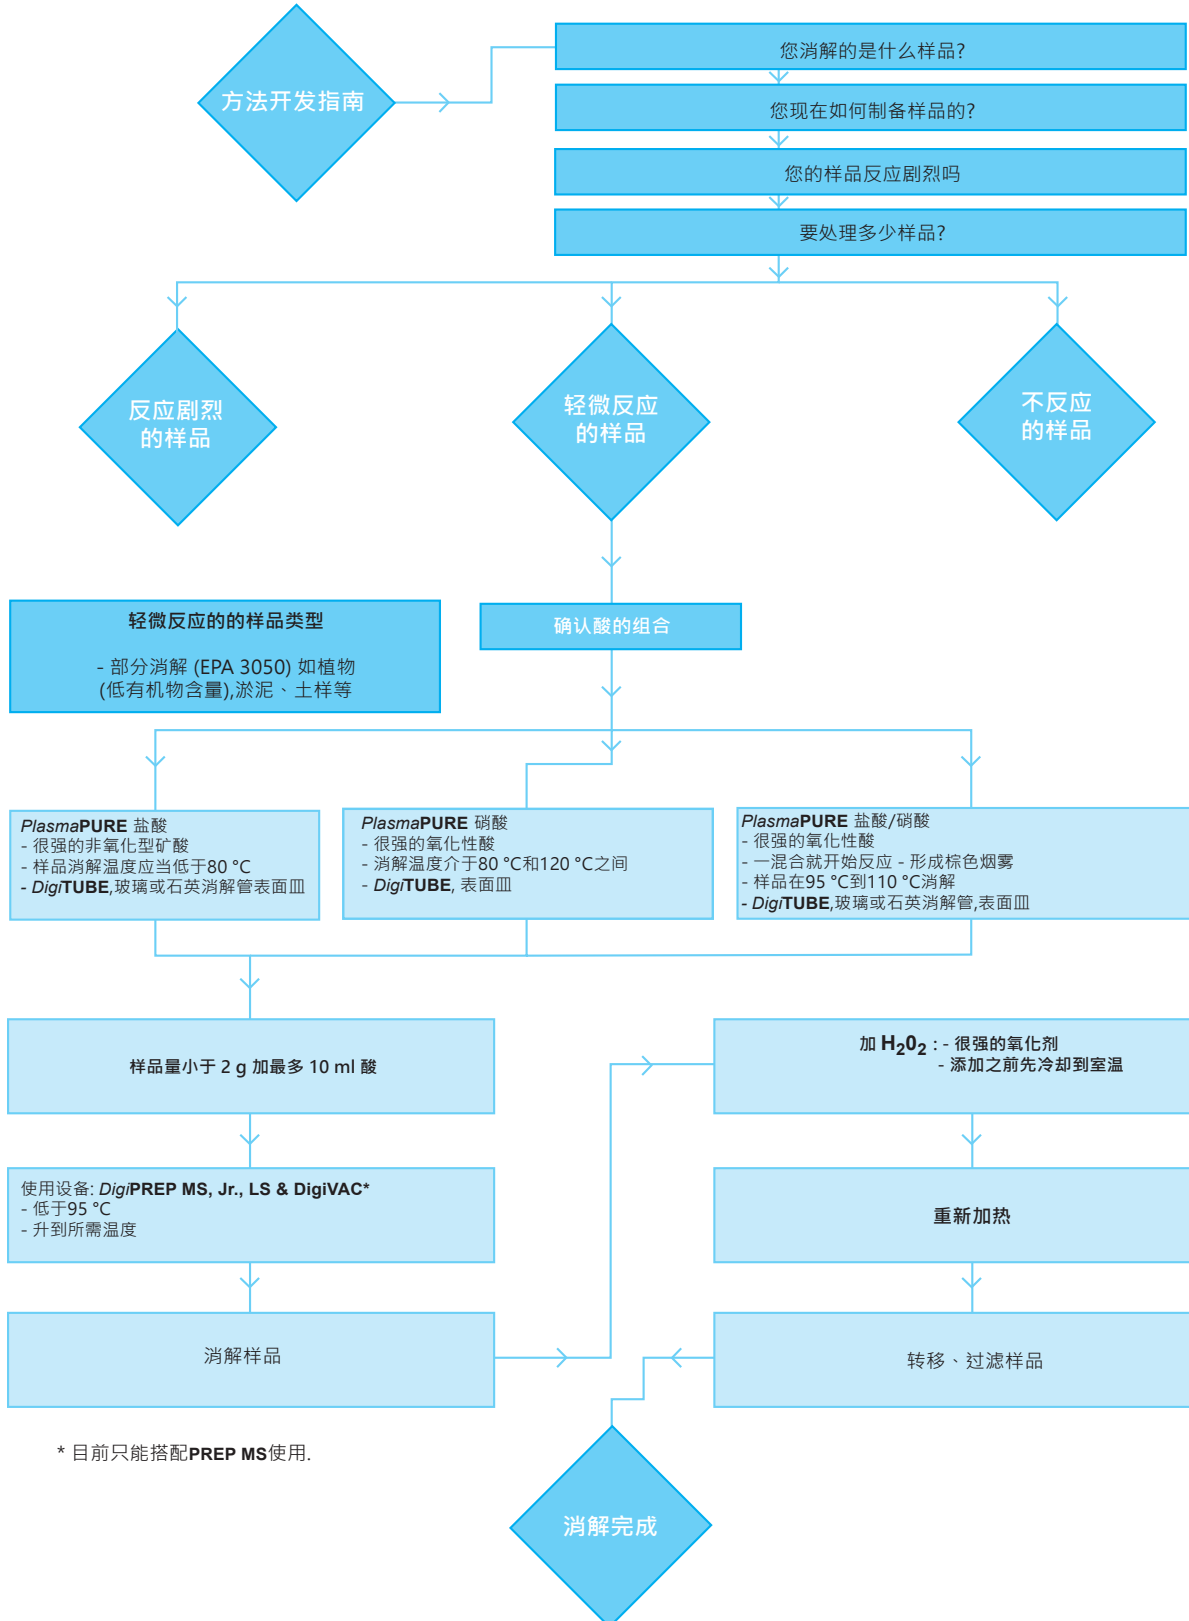 方法开发指南
您消解的是什么样品?
您现在如何制备样品的?
您的样品反应剧烈吗
要处理多少样品?
反应剧烈
的样品
轻微反应
的样品
不反应
的样品
轻微反应的的样品类型
- 部分消解 (EPA 3050) 如植物
(低有机物含量),淤泥、土样等
确认酸的组合
PlasmaPURE 盐酸
- 很强的非氧化型矿酸
- 样品消解温度应当低于80 °C
- DigiTUBE,玻璃或石英消解管表面皿
PlasmaPURE 硝酸
- 很强的氧化性酸
- 消解温度介于80 °C和120 °C之间
- DigiTUBE, 表面皿
PlasmaPURE 盐酸/硝酸
- 很强的氧化性酸
- 一混合就开始反应 - 形成棕色烟雾
- 样品在95 °C到110 °C消解
- DigiTUBE,玻璃或石英消解管,表面皿
样品量小于 2 g 加最多 10 ml 酸
使用设备: DigiPREP MS, Jr., LS & DigiVAC*
- 低于95 °C
- 升到所需温度
消解样品
加 H₂0₂ : - 很强的氧化剂
- 添加之前先冷却到室温
重新加热
转移、过滤样品
* 目前只能搭配PREP MS使用.
消解完成